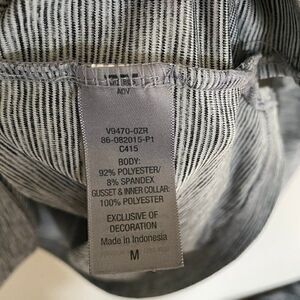 ADV
V9470-0ZR
86-082015-P1
C415
BODY:
92% POLYESTER/
8% SPANDEX
GUSSET & INNER COLLAR:
100% POLYESTER
EXCLUSIVE OF
DECORATION
Made in Indonesia
M